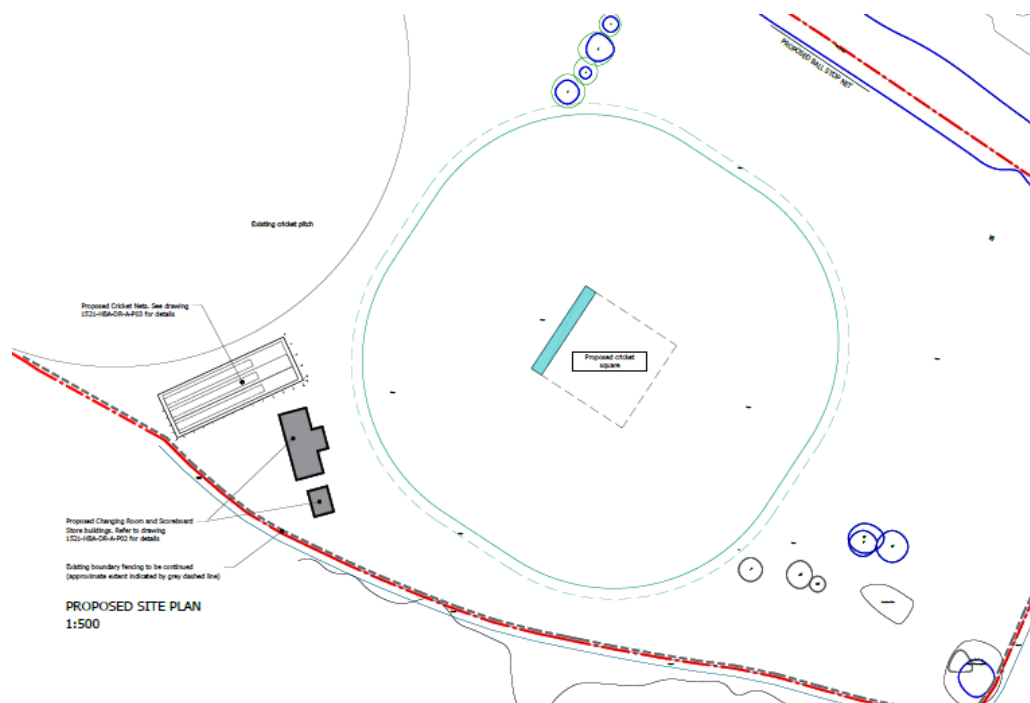 PROPOSED BALL STOP NET
Existing cricket pitch
Proposed Cricket Nets. See drawing
1521-NBA-DR-A-P03 for details
Proposed cricket
square
Proposed Changing Room and Scoreboard
Store buildings. Refer to drawing
1521-NBA-DR-A-P02 for details
Existing boundary fencing to be continued
(approximate extent indicated by grey dashed line)
PROPOSED SITE PLAN
1:500